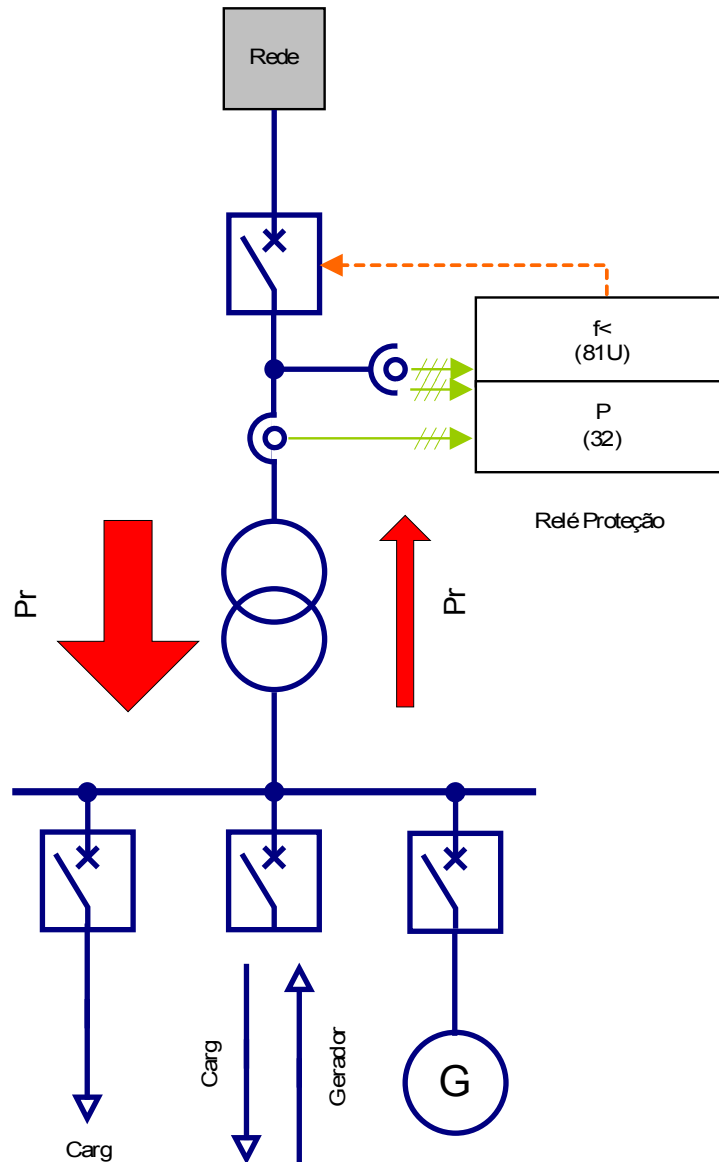 Rede
f<
(81U)
P
(32)
Relé Proteção
Pr
Pr
Carg
Gerador
G
Carg